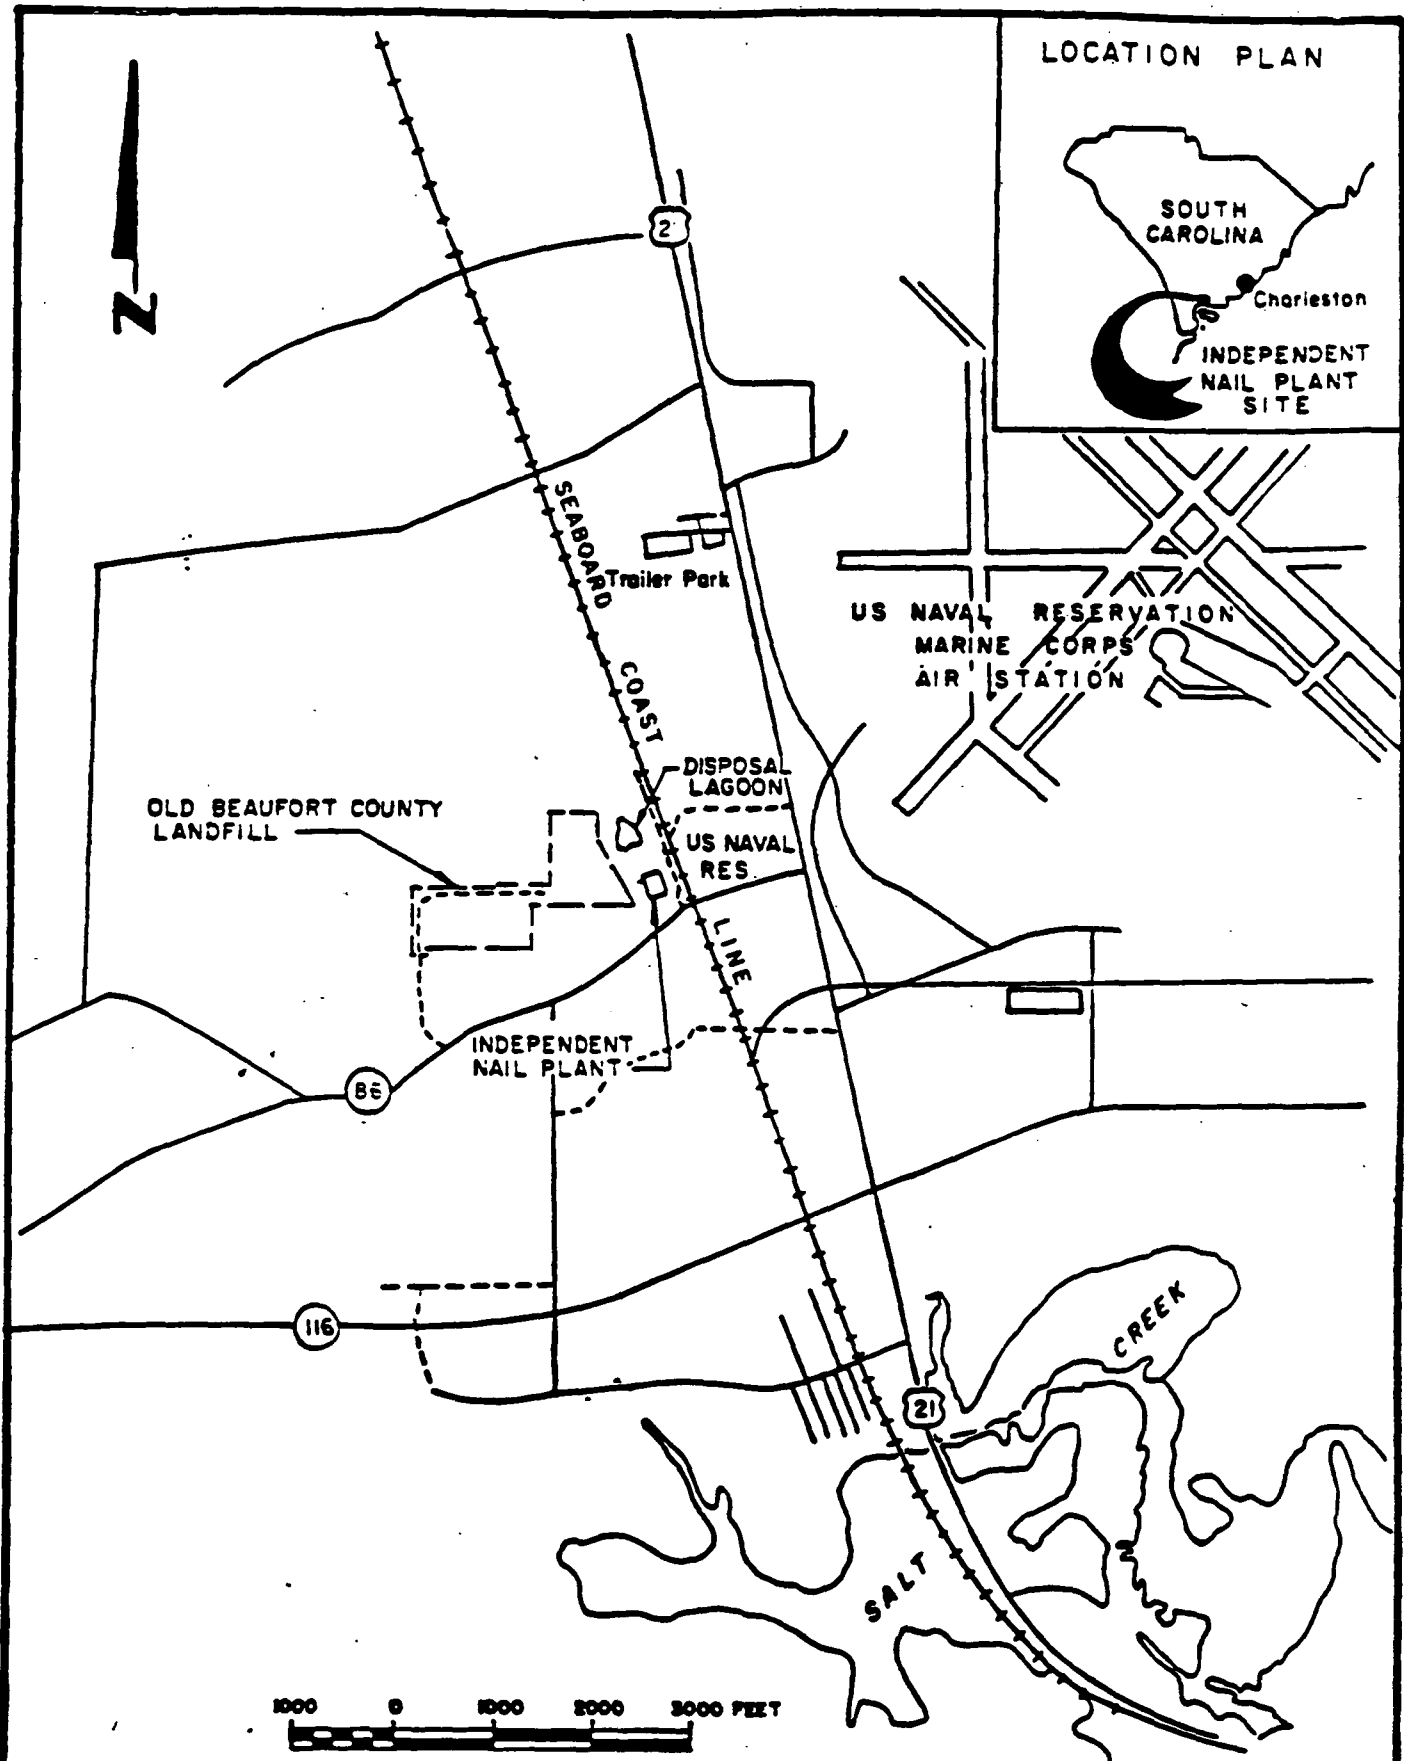 LOCATION PLAN
SOUTH
CAROLINA
Charleston
INDEPENDENT
NAIL PLANT
SITE
N
2
SEABOARD COAST LINE
Trailer Park
US NAVAL RESERVATION
MARINE CORPS
AIR STATION
DISPOSAL
LAGOON
OLD BEAUFORT COUNTY
LANDFILL
US NAVAL
RES
INDEPENDENT
NAIL PLANT
86
116
21
SALT CREEK
1000 0 1000 2000 3000 FEET